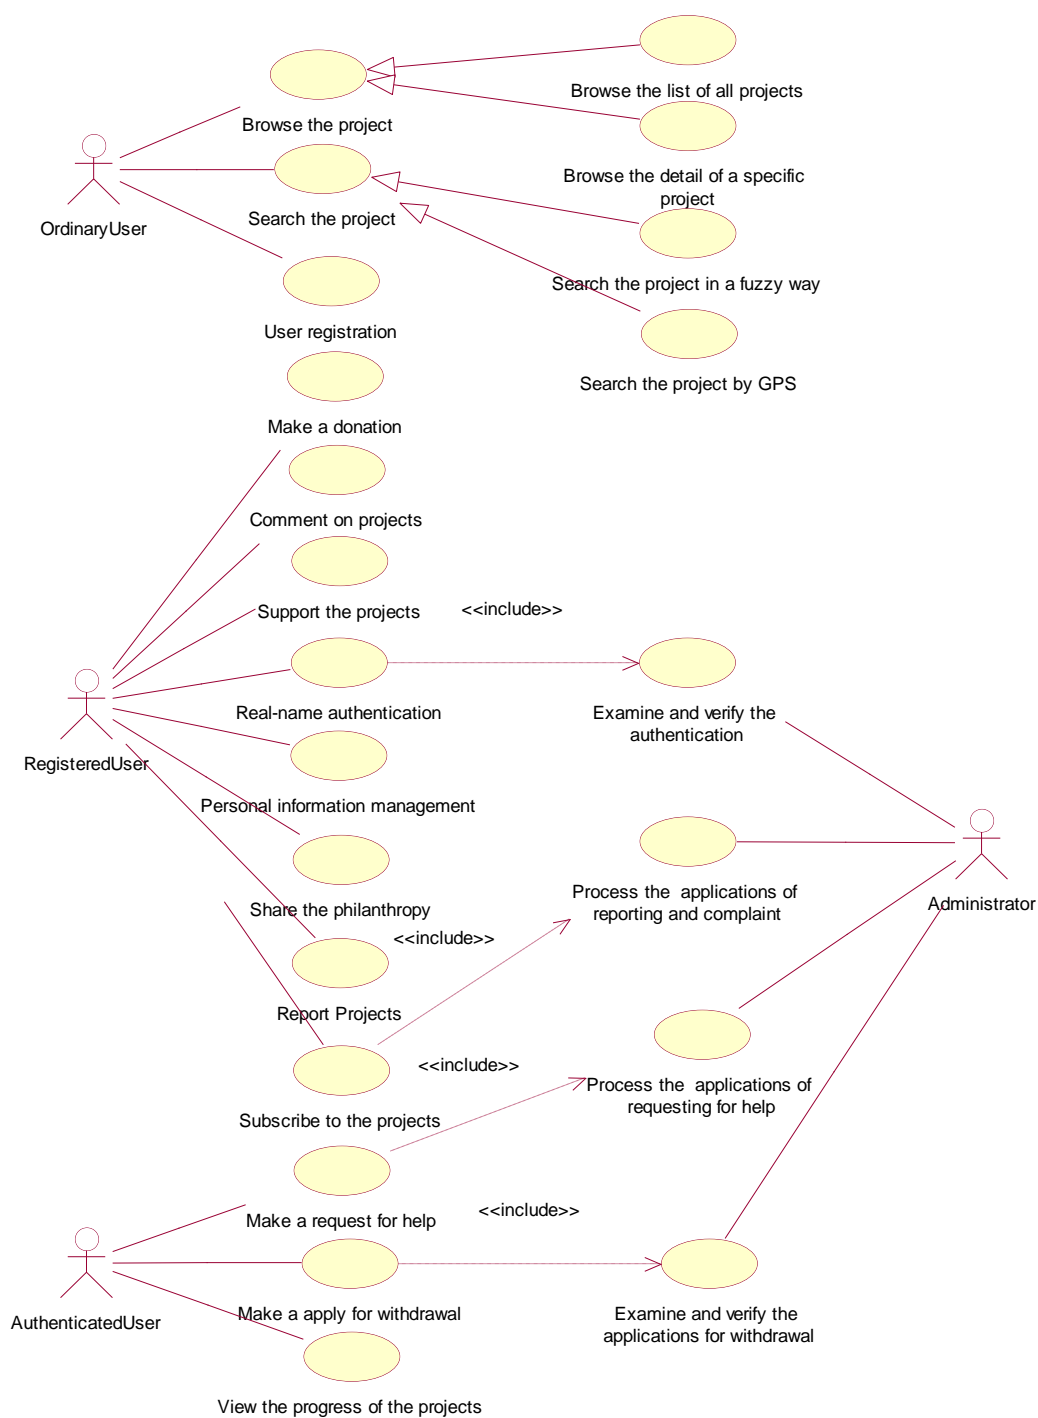 Browse the list of all projects
Browse the project
Browse the detail of a specific
project
OrdinaryUser
Search the project
Search the project in a fuzzy way
User registration
Search the project by GPS
Make a donation
Comment on projects
Support the projects
<<include>>
Real-name authentication
Examine and verify the
authentication
RegisteredUser
Personal information management
Process the  applications of
reporting and complaint
Administrator
Share the philanthropy
<<include>>
Report Projects
<<include>>
Process the  applications of
requesting for help
Subscribe to the projects
Make a request for help
<<include>>
AuthenticatedUser
Make a apply for withdrawal
Examine and verify the
applications for withdrawal
View the progress of the projects